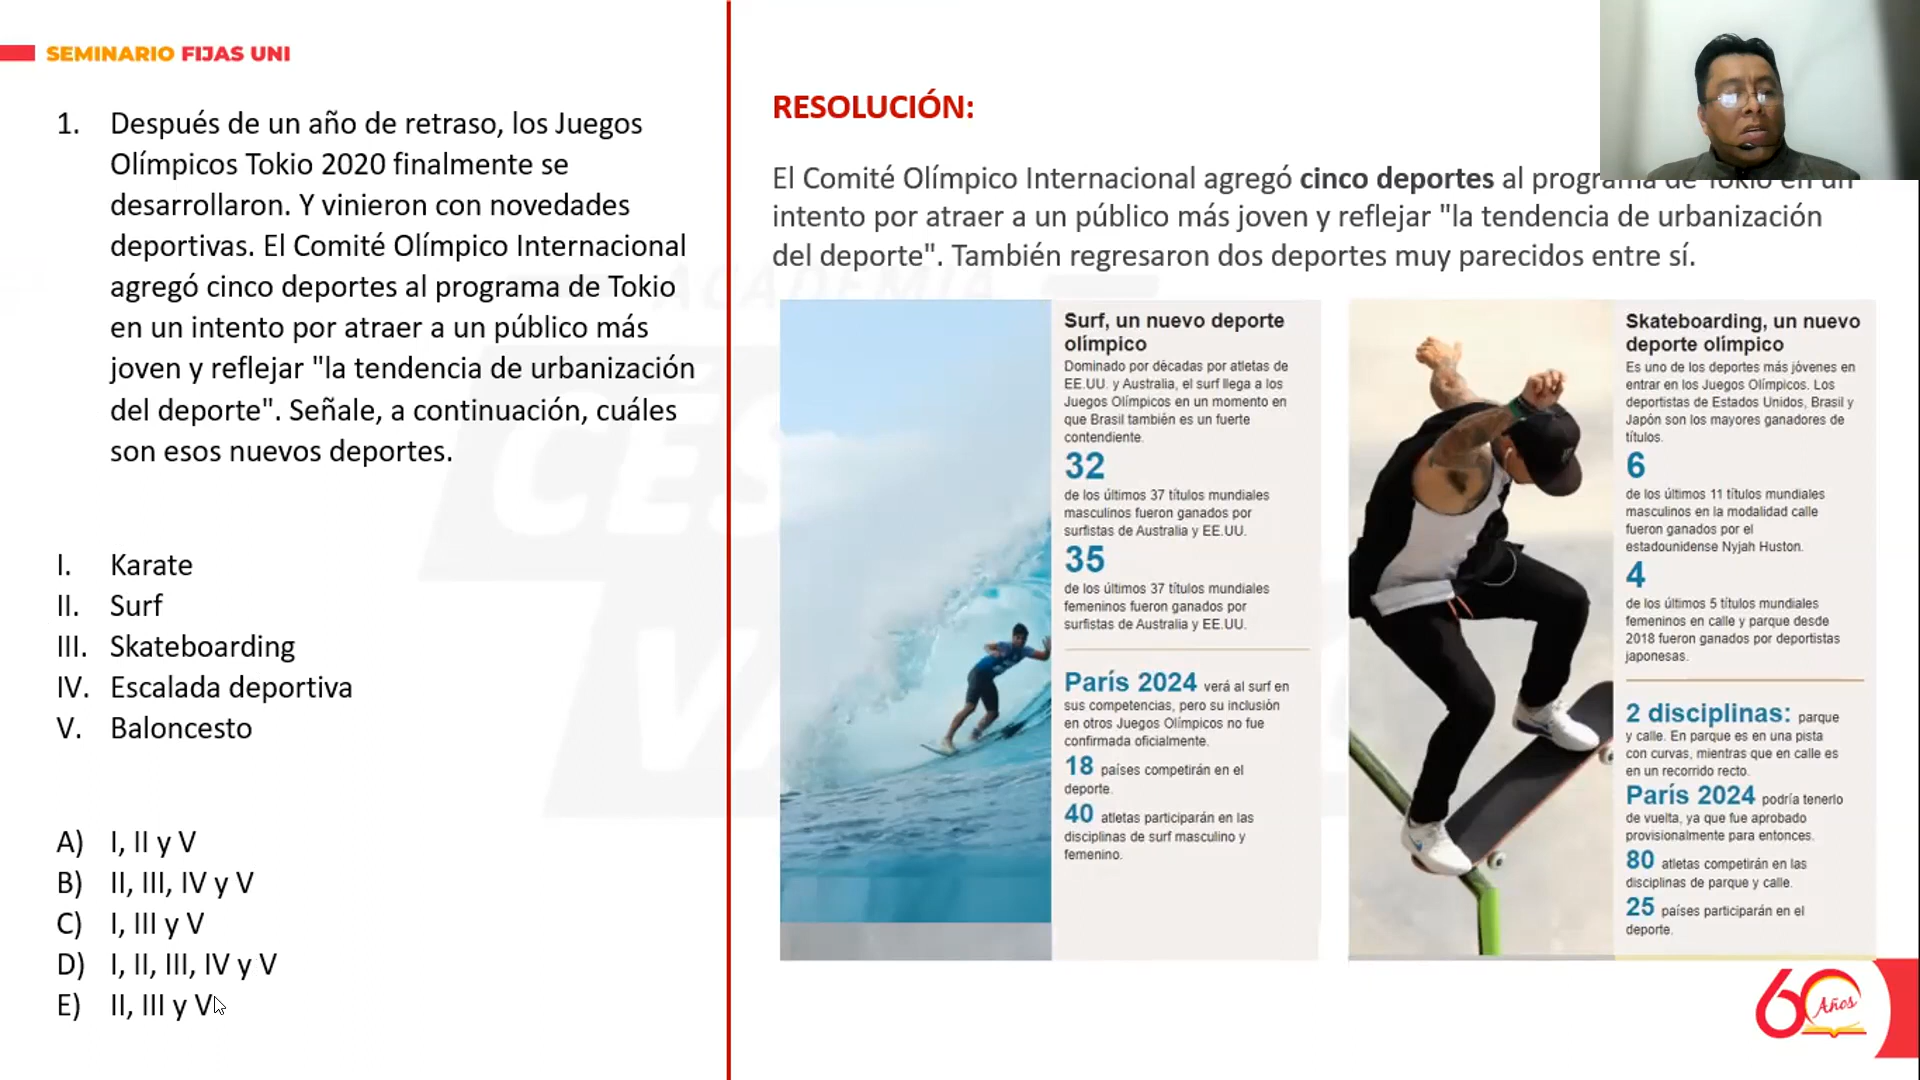 SEMINARIO FIJAS UNI
1. Después de un año de retraso, los Juegos
Olímpicos Tokio 2020 finalmente se
desarrollaron. Y vinieron con novedades
deportivas. El Comité Olímpico Internacional
agregó cinco deportes al programa de Tokio
en un intento por atraer a un público más
joven y reflejar "la tendencia de urbanización
del deporte". Señale, a continuación, cuáles
son esos nuevos deportes.
I. Karate
II. Surf
III. Skateboarding
IV. Escalada deportiva
V. Baloncesto
A) I, II y V
B) II, III, IV y V
C) I, III y V
D) I, II, III, IV y V
E) II, III y V
RESOLUCIÓN:
El Comité Olímpico Internacional agregó cinco deportes al programa de Tokio en un
intento por atraer a un público más joven y reflejar "la tendencia de urbanización
del deporte". También regresaron dos deportes muy parecidos entre sí.
Surf, un nuevo deporte
olímpico
Dominado por décadas por atletas de
EE.UU. y Australia, el surf llega a los
Juegos Olímpicos en un momento en
que Brasil también es un fuerte
contendiente.
32
de los últimos 37 títulos mundiales
masculinos fueron ganados por
surfistas de Australia y EE.UU.
35
de los últimos 37 títulos mundiales
femeninos fueron ganados por
surfistas de Australia y EE.UU.
París 2024 verá al surf en
sus competencias, pero su inclusión
en otros Juegos Olímpicos no fue
confirmada oficialmente.
18 países competirán en el
deporte.
40 atletas participarán en las
disciplinas de surf masculino y
femenino.
Skateboarding, un nuevo
deporte olímpico
Es uno de los deportes más jóvenes en
entrar en los Juegos Olímpicos. Los
deportistas de Estados Unidos, Brasil y
Japón son los mayores ganadores de
títulos.
6
de los últimos 11 títulos mundiales
masculinos en la modalidad calle
fueron ganados por el
estadounidense Nyjah Huston.
4
de los últimos 5 títulos mundiales
femeninos en calle y parque desde
2018 fueron ganados por deportistas
japonesas.
2 disciplinas: parque
y calle. En parque es en una pista
con curvas, mientras que en calle es
en un recorrido recto.
París 2024 podría tenerlo
de vuelta, ya que fue aprobado
provisionalmente para entonces.
80 atletas competirán en las
disciplinas de parque y calle.
25 países participarán en el
deporte.
60 Años